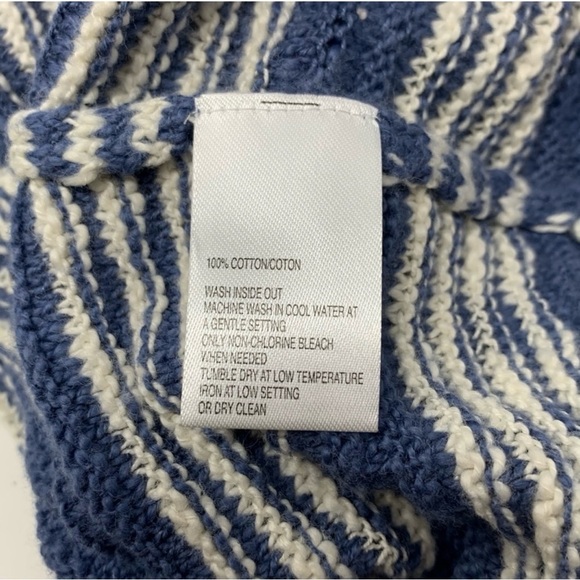 100% COTTON/COTON
WASH INSIDE OUT
MACHINE WASH IN COOL WATER AT
A GENTLE SETTING
ONLY NON-CHLORINE BLEACH
WHEN NEEDED
TUMBLE DRY AT LOW TEMPERATURE
IRON AT LOW SETTING
OR DRY CLEAN